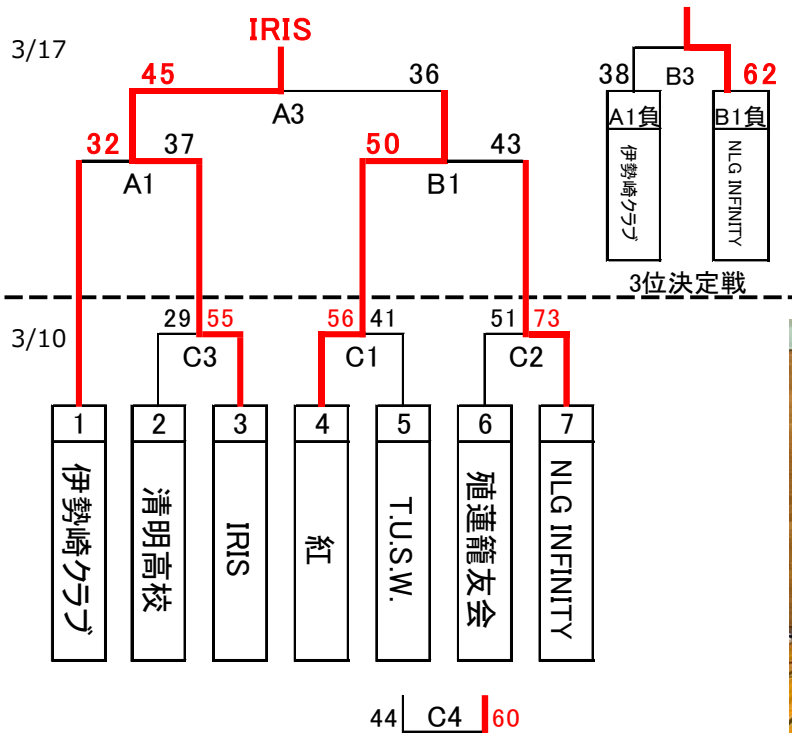 IRIS
3/17
45
36
A3
38
B3
62
A1負
B1負
伊勢崎クラブ
NLG INFINITY
3位決定戦
32
37
50
43
A1
B1
3/10
29
55
56
41
51
73
C3
C1
C2
1
2
3
4
5
6
7
伊勢崎クラブ
清明高校
IRIS
紅
T.U.S.W.
殖蓮籠友会
NLG INFINITY
44
C4
60